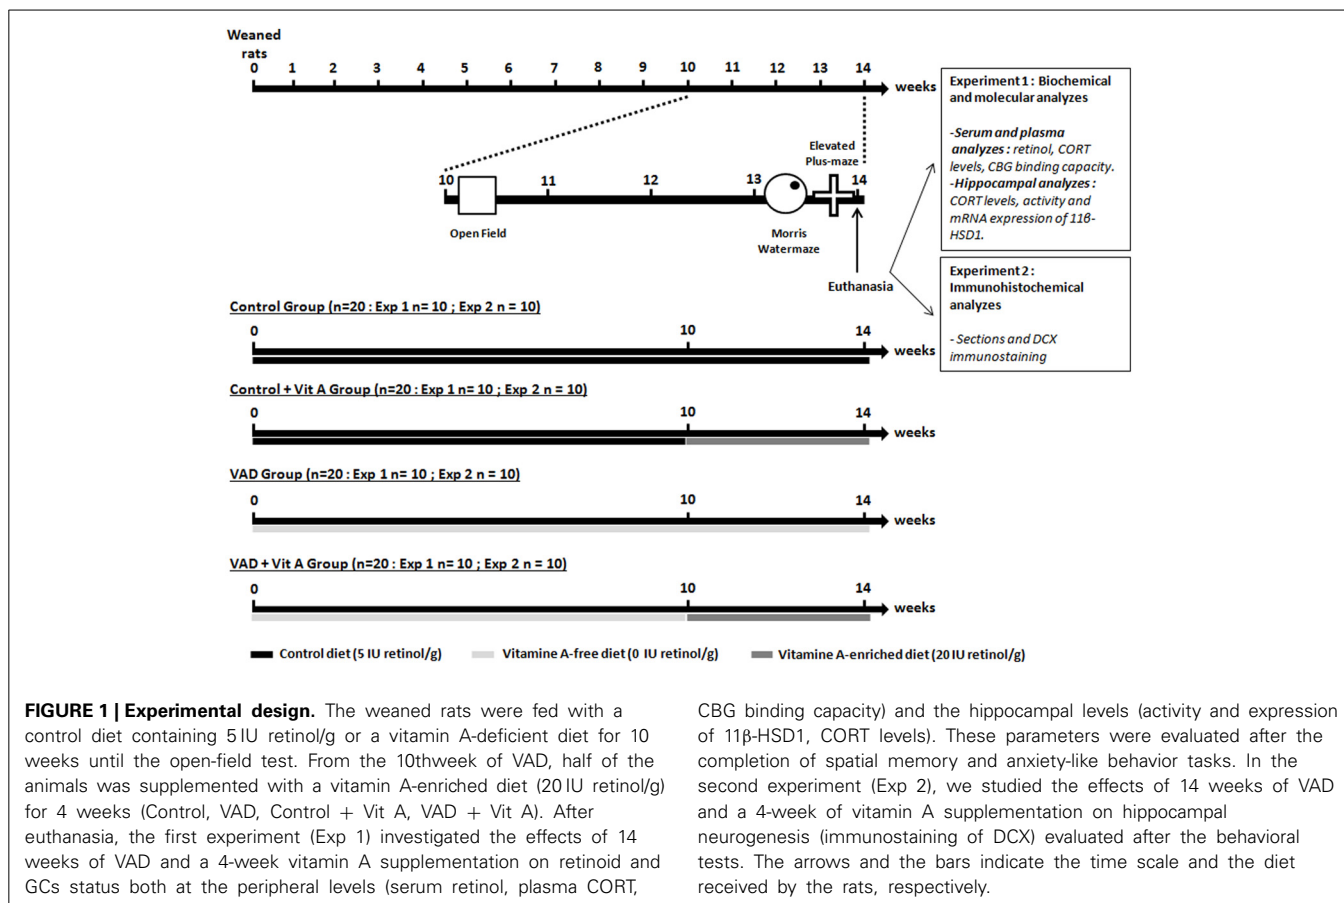 Weaned
rats
0 1 2 3 4 5 6 7 8 9 10 11 12 13 14
weeks
Elevated
Plus-maze
10 11 12 13 14
Open Field
Morris
Watermaze
Euthanasia
Experiment 1 : Biochemical
and molecular analyzes
-Serum and plasma
analyzes : retinol, CORT
levels, CBG binding capacity.
-Hippocampal analyzes :
CORT levels, activity and
mRNA expression of 11β-
HSD1.
Experiment 2 :
Immunohistochemical
analyzes
- Sections and DCX
immunostaining
Control Group (n=20 : Exp 1 n= 10 ; Exp 2 n = 10)
0 10 14
weeks
Control + Vit A Group (n=20 : Exp 1 n= 10 ; Exp 2 n = 10)
0 10 14
weeks
VAD Group (n=20 : Exp 1 n= 10 ; Exp 2 n = 10)
0 10 14
weeks
VAD + Vit A Group (n=20 : Exp 1 n= 10 ; Exp 2 n = 10)
0 10 14
weeks
Control diet (5 IU retinol/g) Vitamine A-free diet (0 IU retinol/g) Vitamine A-enriched diet (20 IU retinol/g)
FIGURE 1 | Experimental design. The weaned rats were fed with a
control diet containing 5 IU retinol/g or a vitamin A-deficient diet for 10
weeks until the open-field test. From the 10thweek of VAD, half of the
animals was supplemented with a vitamin A-enriched diet (20 IU retinol/g)
for 4 weeks (Control, VAD, Control + Vit A, VAD + Vit A). After
euthanasia, the first experiment (Exp 1) investigated the effects of 14
weeks of VAD and a 4-week vitamin A supplementation on retinoid and
GCs status both at the peripheral levels (serum retinol, plasma CORT,
CBG binding capacity) and the hippocampal levels (activity and expression
of 11β-HSD1, CORT levels). These parameters were evaluated after the
completion of spatial memory and anxiety-like behavior tasks. In the
second experiment (Exp 2), we studied the effects of 14 weeks of VAD
and a 4-week of vitamin A supplementation on hippocampal
neurogenesis (immunostaining of DCX) evaluated after the behavioral
tests. The arrows and the bars indicate the time scale and the diet
received by the rats, respectively.